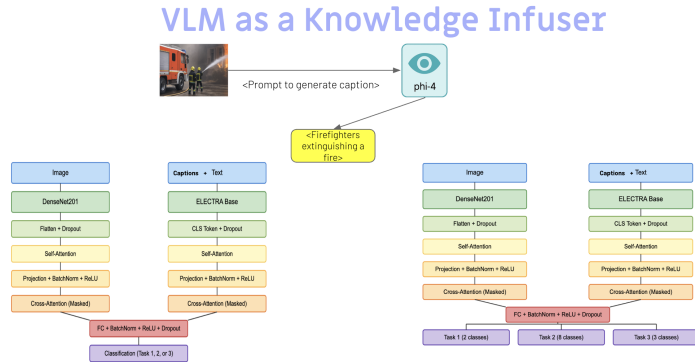 VLM as a Knowledge Infuser
<Prompt to generate caption>
phi-4
<Firefighters
extinguishing a
fire>
Image
Captions + Text
DenseNet201
ELECTRA Base
Flatten + Dropout
CLS Token + Dropout
Self-Attention
Self-Attention
Projection + BatchNorm + ReLU
Projection + BatchNorm + ReLU
Cross-Attention (Masked)
Cross-Attention (Masked)
FC + BatchNorm + ReLU + Dropout
Classification (Task 1, 2, or 3)
Image
Captions + Text
DenseNet201
ELECTRA Base
Flatten + Dropout
CLS Token + Dropout
Self-Attention
Self-Attention
Projection + BatchNorm + ReLU
Projection + BatchNorm + ReLU
Cross-Attention (Masked)
Cross-Attention (Masked)
FC + BatchNorm + ReLU + Dropout
Task 1 (2 classes)
Task 2 (8 classes)
Task 3 (3 classes)